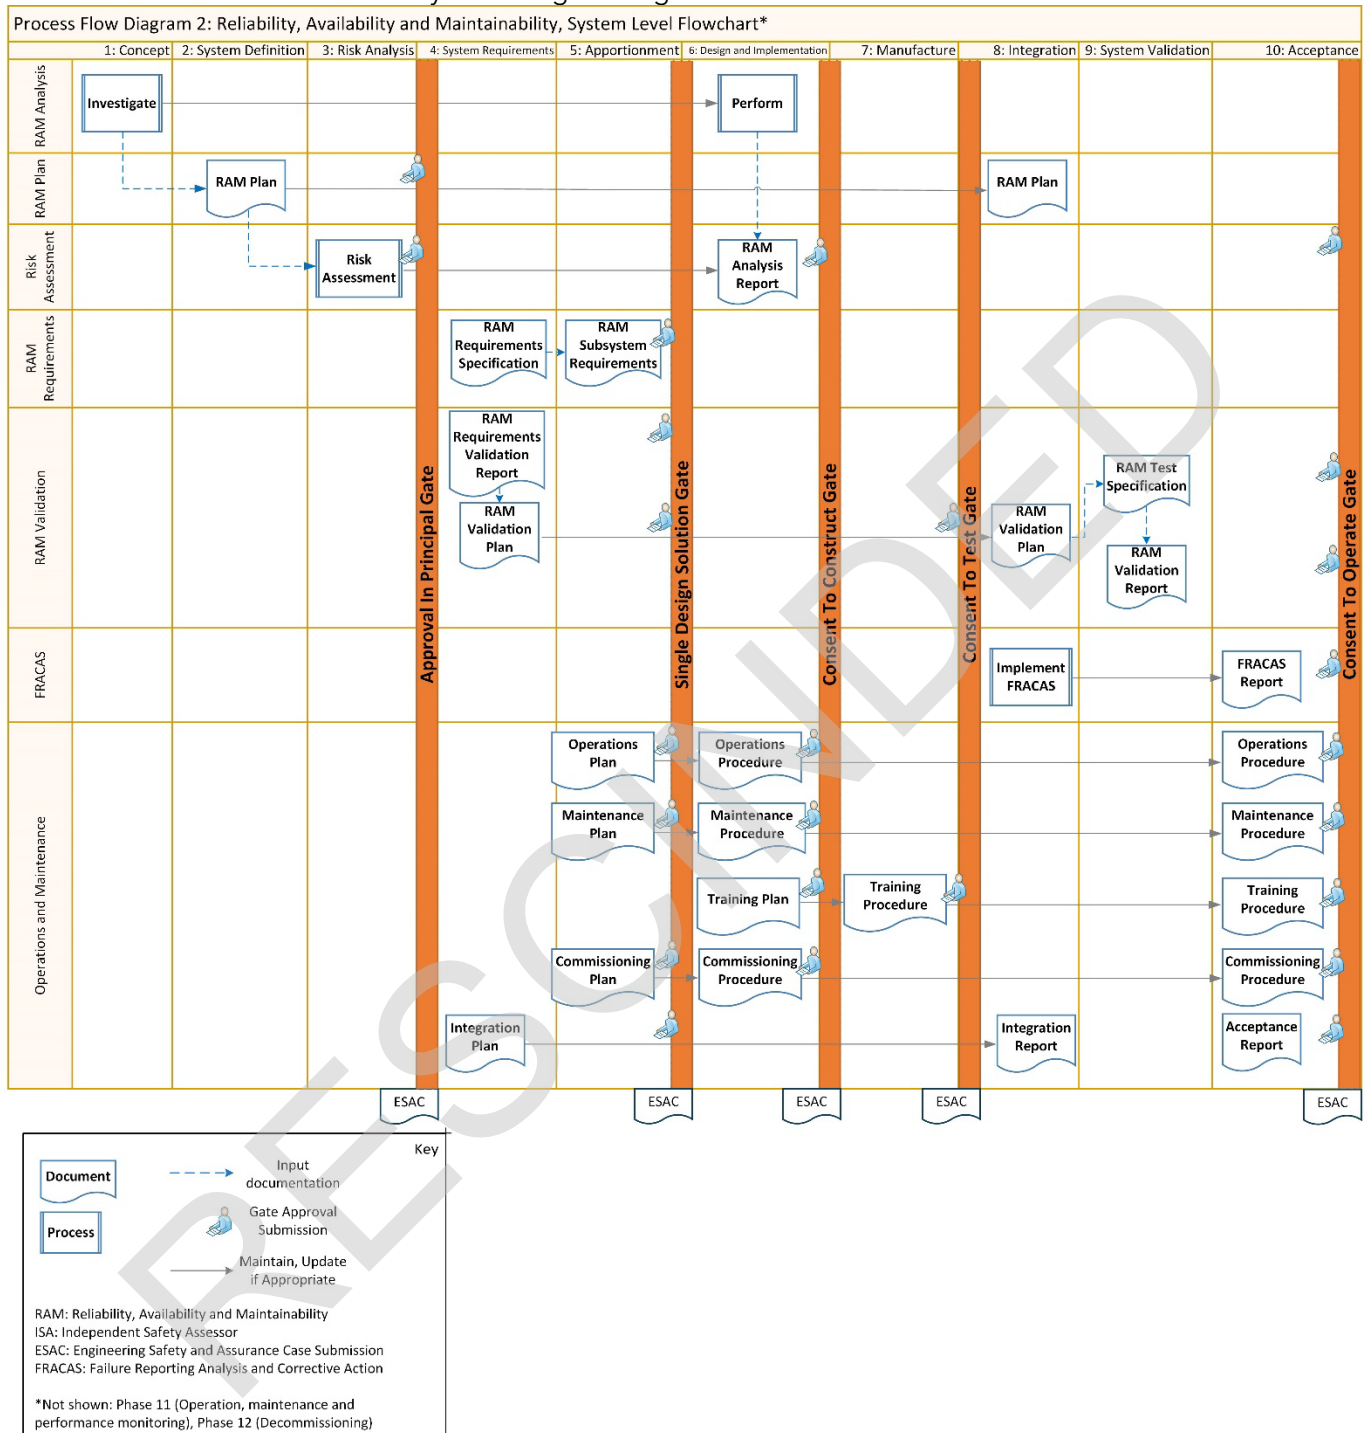 Process Flow Diagram 2: Reliability, Availability and Maintainability, System Level Flowchart*
1: Concept
2: System Definition
3: Risk Analysis
4: System Requirements
5: Apportionment
6: Design and Implementation
7: Manufacture
8: Integration
9: System Validation
10: Acceptance
RAM Analysis
Investigate
Perform
RAM Plan
RAM Plan
RAM Plan
Risk
Assessment
Risk
Assessment
RAM
Analysis
Report
RAM
Requirements
RAM
Requirements
Specification
RAM
Subsystem
Requirements
RAM Validation
RAM
Requirements
Validation
Report
RAM
Validation
Plan
RAM
Validation
Plan
RAM Test
Specification
RAM
Validation
Report
FRACAS
Implement
FRACAS
FRACAS
Report
Operations and Maintenance
Operations
Plan
Operations
Procedure
Operations
Procedure
Maintenance
Plan
Maintenance
Procedure
Maintenance
Procedure
Training Plan
Training
Procedure
Training
Procedure
Commissioning
Plan
Commissioning
Procedure
Commissioning
Procedure
Integration
Plan
Integration
Report
Acceptance
Report
Approval In Principal Gate
Single Design Solution Gate
Consent To Construct Gate
Consent To Test Gate
Consent To Operate Gate
ESAC
ESAC
ESAC
ESAC
ESAC
RESCINDED
Key
Document
Input
documentation
Process
Gate Approval
Submission
Maintain, Update
if Appropriate
RAM: Reliability, Availability and Maintainability
ISA: Independent Safety Assessor
ESAC: Engineering Safety and Assurance Case Submission
FRACAS: Failure Reporting Analysis and Corrective Action
*Not shown: Phase 11 (Operation, maintenance and
performance monitoring), Phase 12 (Decommissioning)